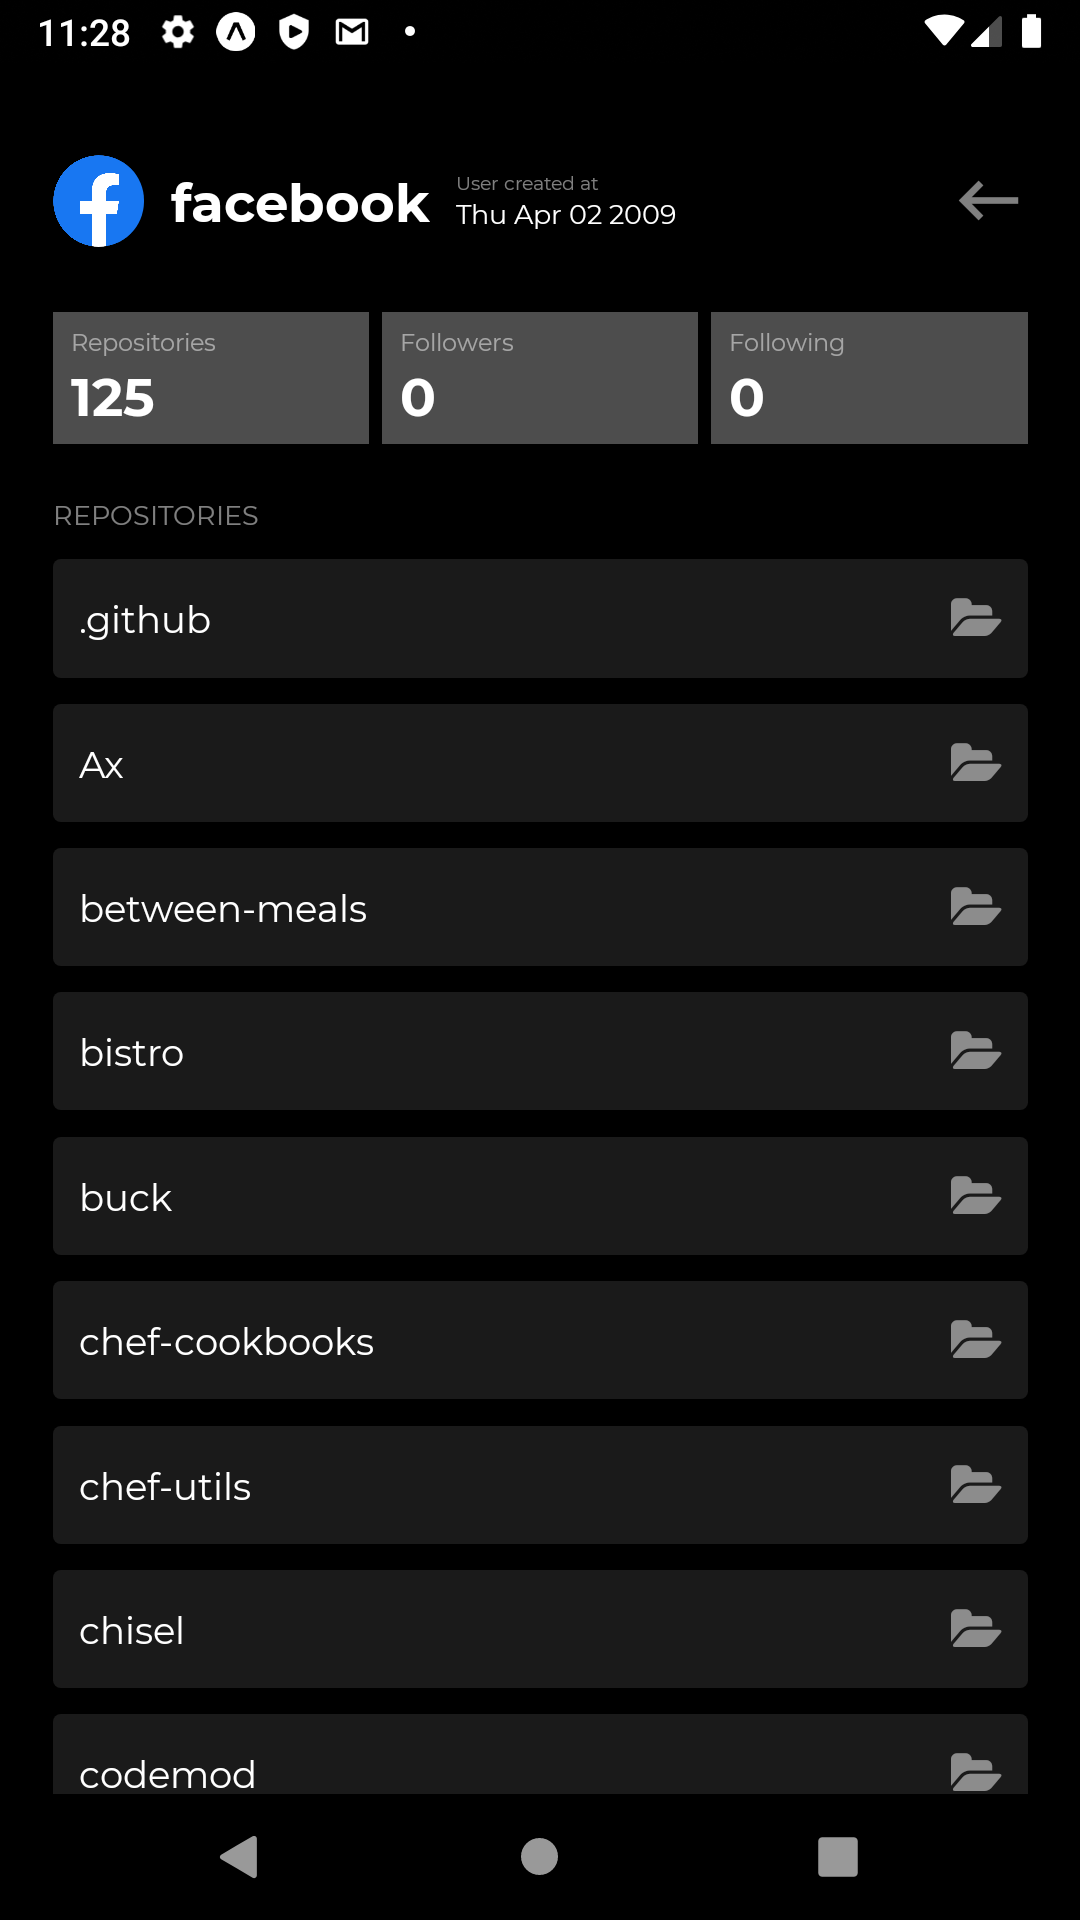 11:28
facebook
User created at
Thu Apr 02 2009
Repositories
125
Followers
0
Following
0
REPOSITORIES
.github
Ax
between-meals
bistro
buck
chef-cookbooks
chef-utils
chisel
codemod